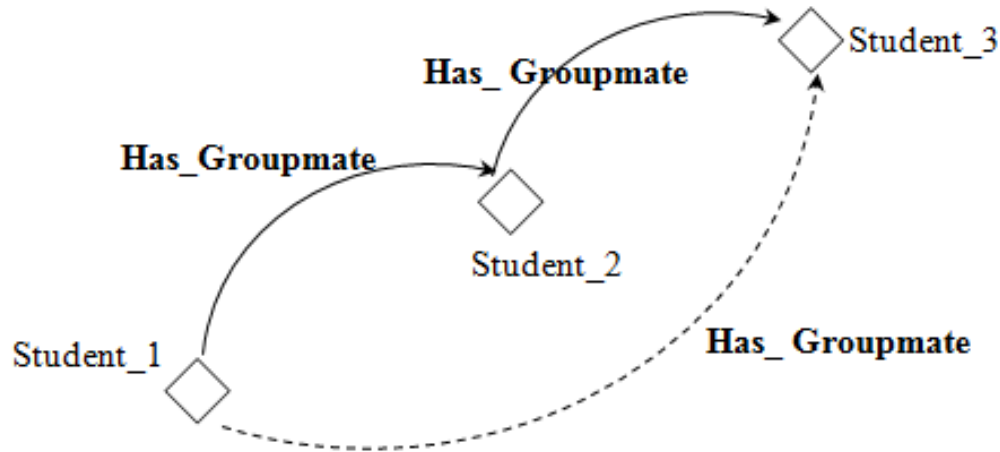 Student_3
Has_ Groupmate
Has_Groupmate
Student_2
Has_ Groupmate
Student_1